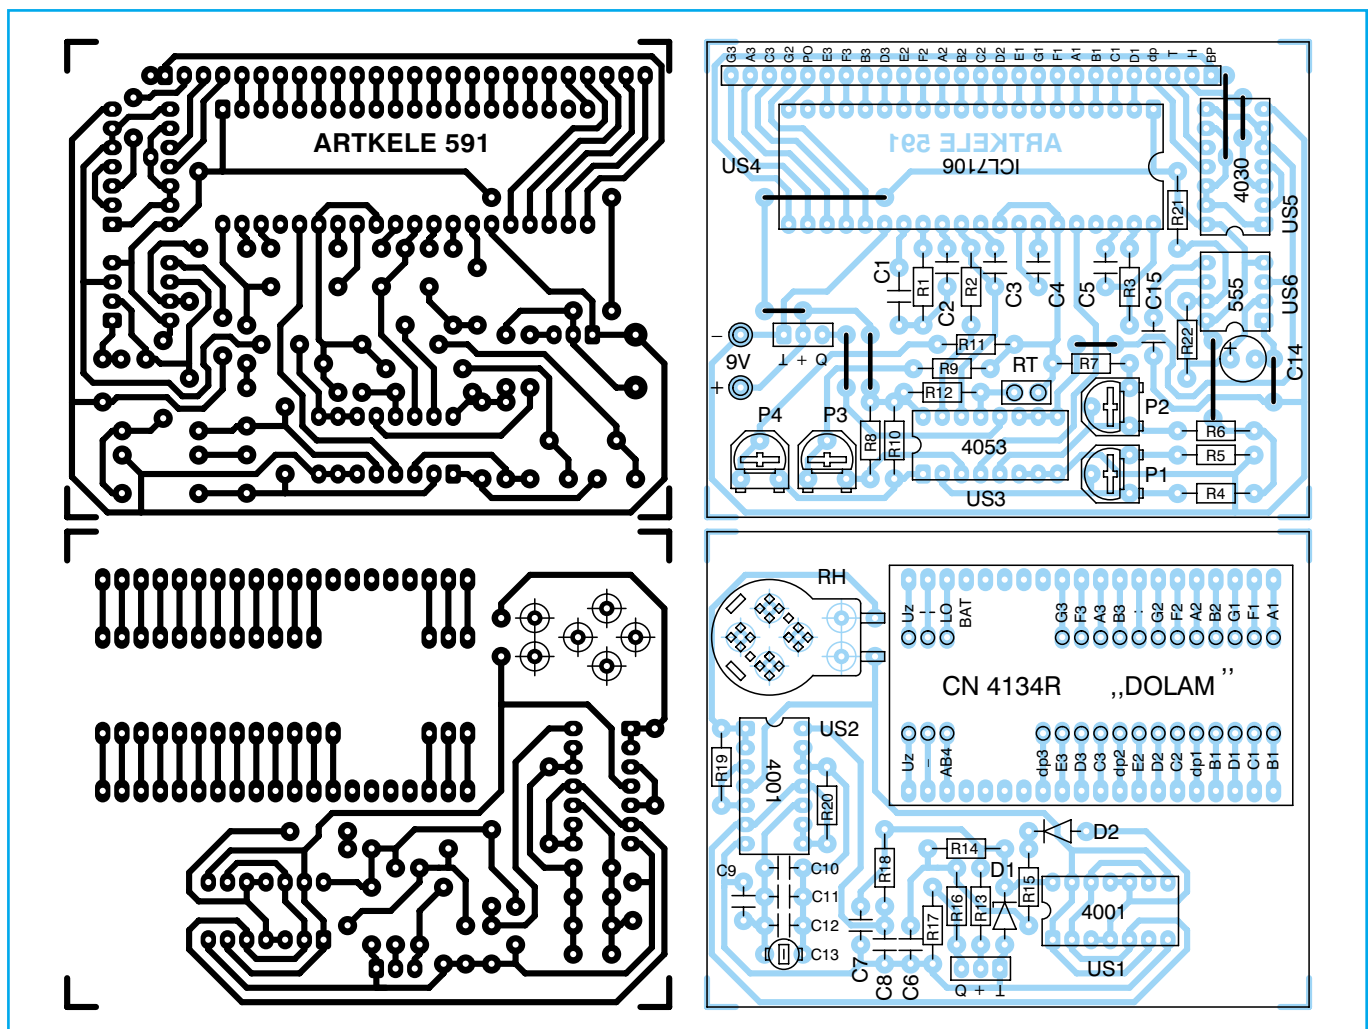 ARTKELE 591
G3 A3 C3 G2 PO E3 F3 B3 D3 E2 F2 A2 B2 C2 D2 E1 G1 F1 A1 B1 C1 D1 dp T H BP
ARTKELE 591
US4
ICL7106
4030
US5
R21
C1
R1
C2
R2
C3
C4
C5
R3
C15
555
US6
R22
+
C14
-
9V
+
⊥ + Q
R11
R9
R12
RT
R7
P4
P3
R8
R10
4053
US3
P2
P1
R6
R5
R4
RH
Uz
LO
BAT
G3 F3 A3 B3 : G2 F2 A2 B2 G1 F1 A1
CN 4134R „DOLAM”
Uz - AB4 dp3 E3 D3 C3 dp2 E2 D2 C2 dp1 B1 D1 C1 B1
US2
4001
R19
R20
C9
C10
C11
C12
C13
R18
R14
D1
D2
R15
R16
R13
R17
C7
C8
C6
4001
US1
Q + ⊥